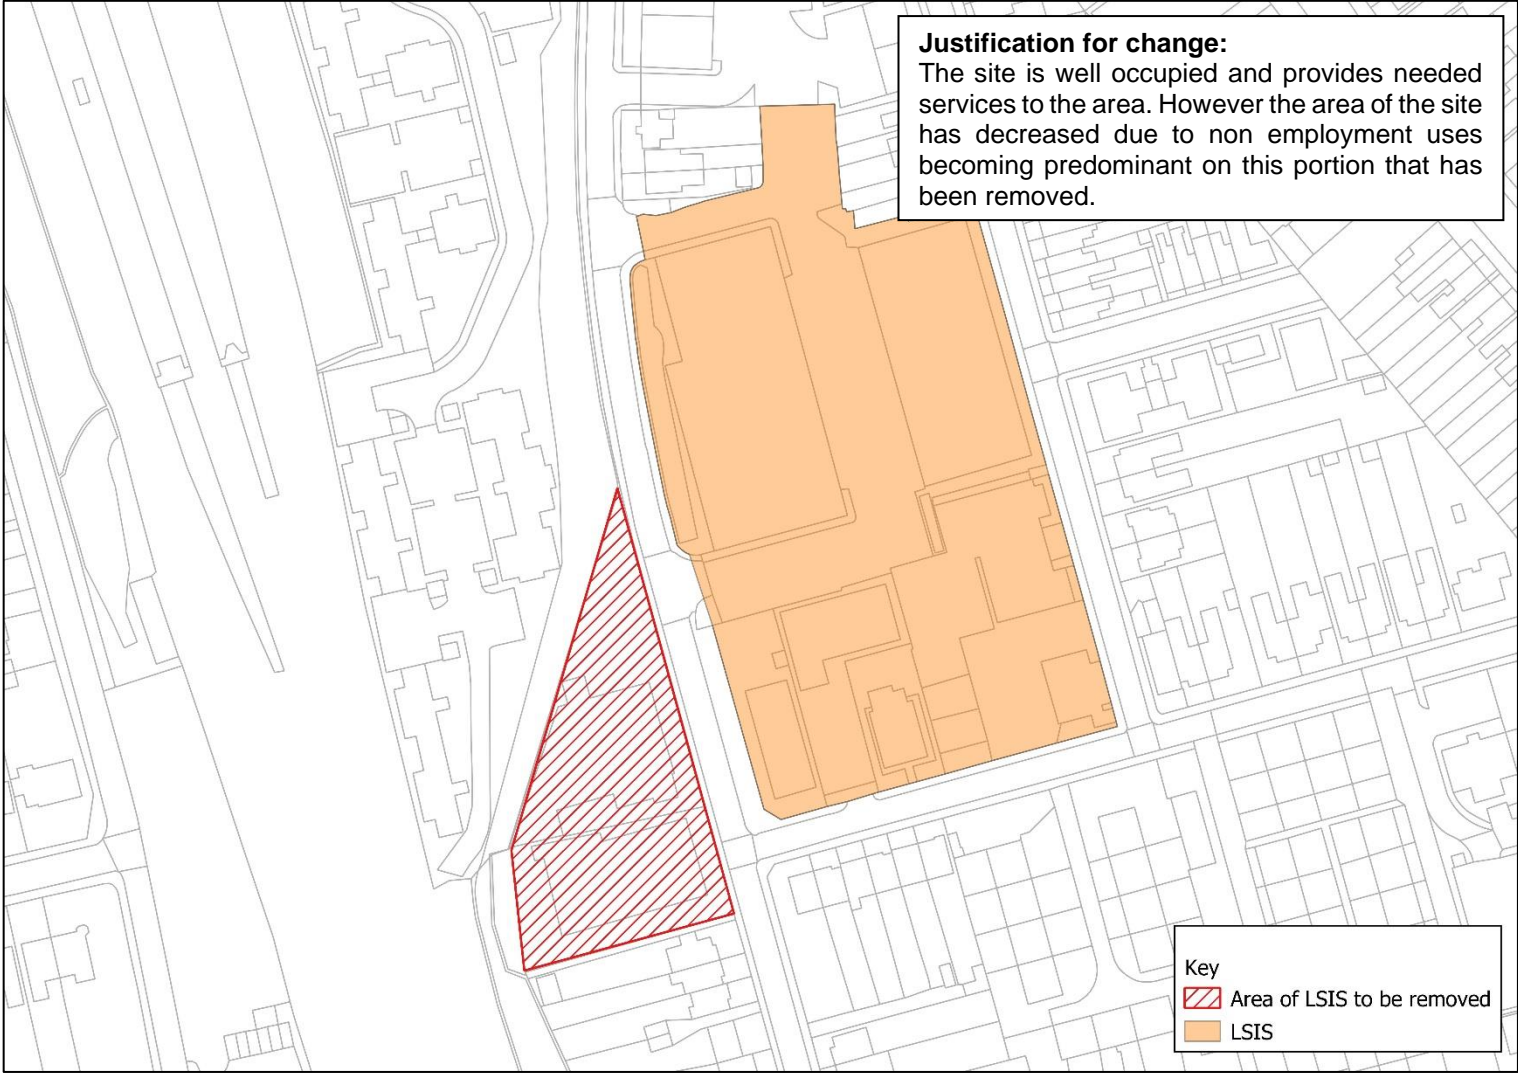 Justification for change:
The site is well occupied and provides needed
services to the area. However the area of the site
has decreased due to non employment uses
becoming predominant on this portion that has
been removed.
Key
Area of LSIS to be removed
LSIS